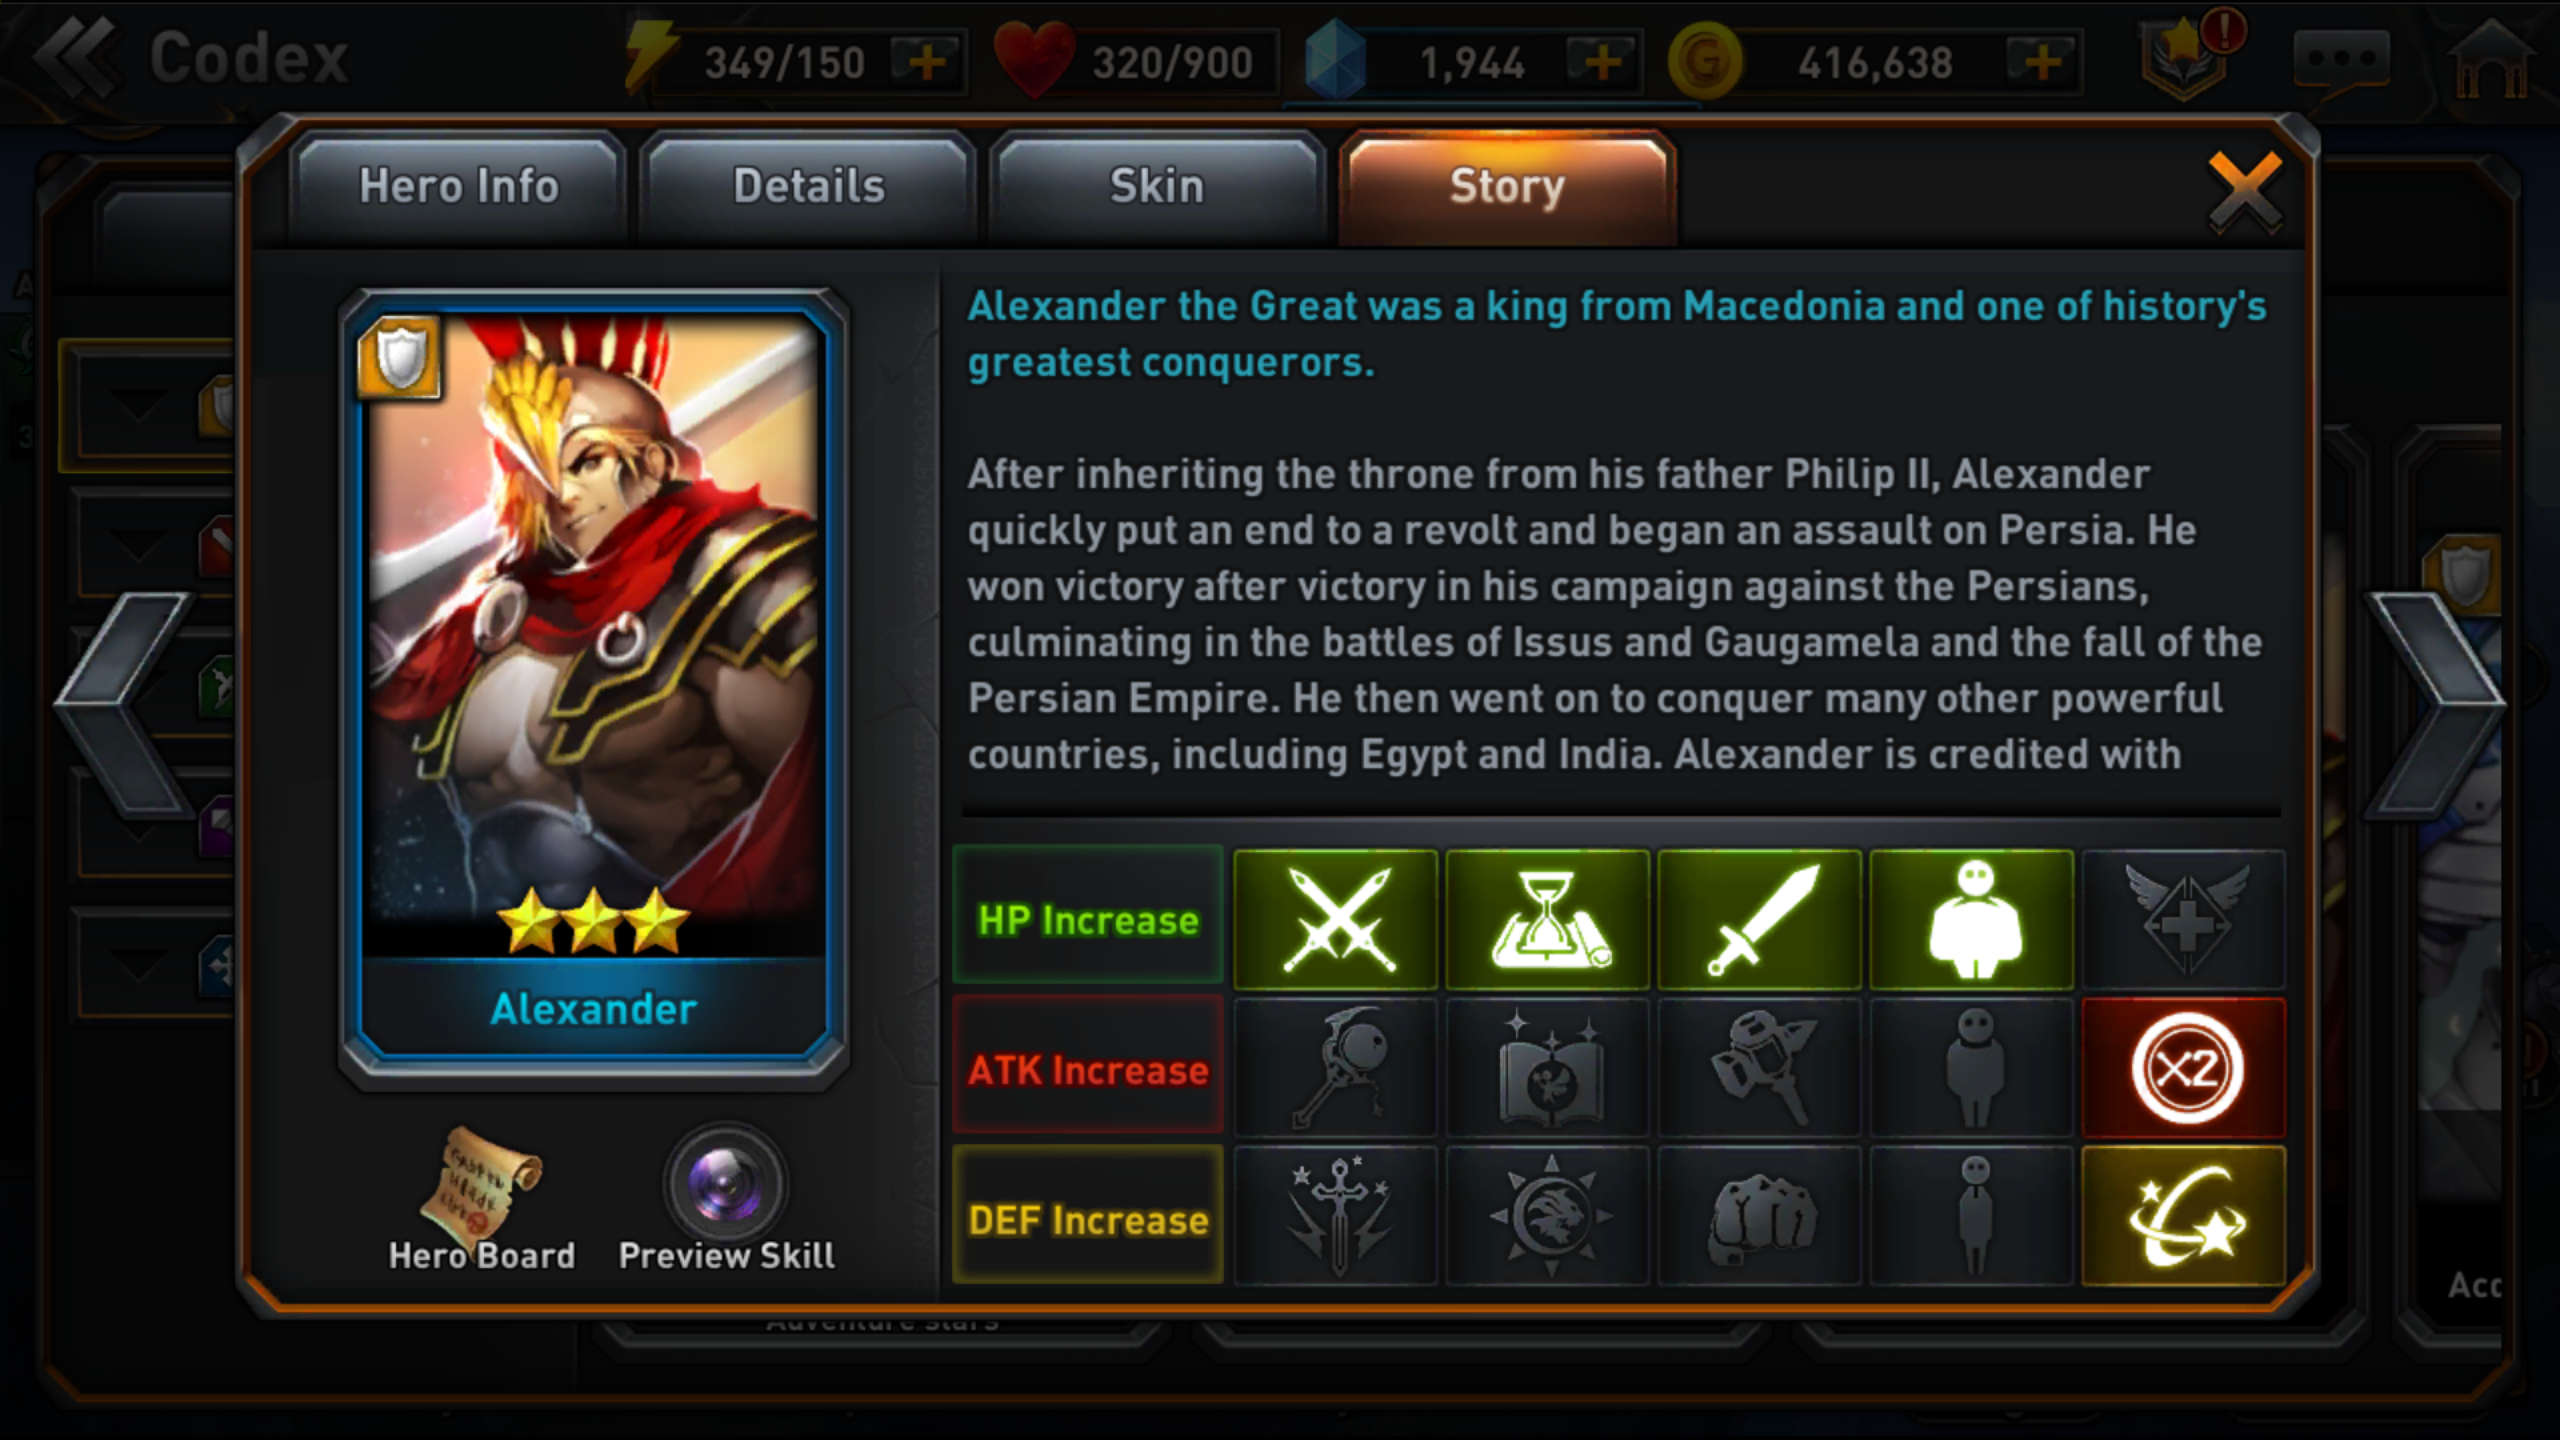 Codex
349/150
320/900
1,944
416,638
Hero Info
Details
Skin
Story
Alexander the Great was a king from Macedonia and one of history's
greatest conquerors.
After inheriting the throne from his father Philip II, Alexander
quickly put an end to a revolt and began an assault on Persia. He
won victory after victory in his campaign against the Persians,
culminating in the battles of Issus and Gaugamela and the fall of the
Persian Empire. He then went on to conquer many other powerful
countries, including Egypt and India. Alexander is credited with
Alexander
Hero Board
Preview Skill
HP Increase
ATK Increase
X2
DEF Increase
Adventure Stars